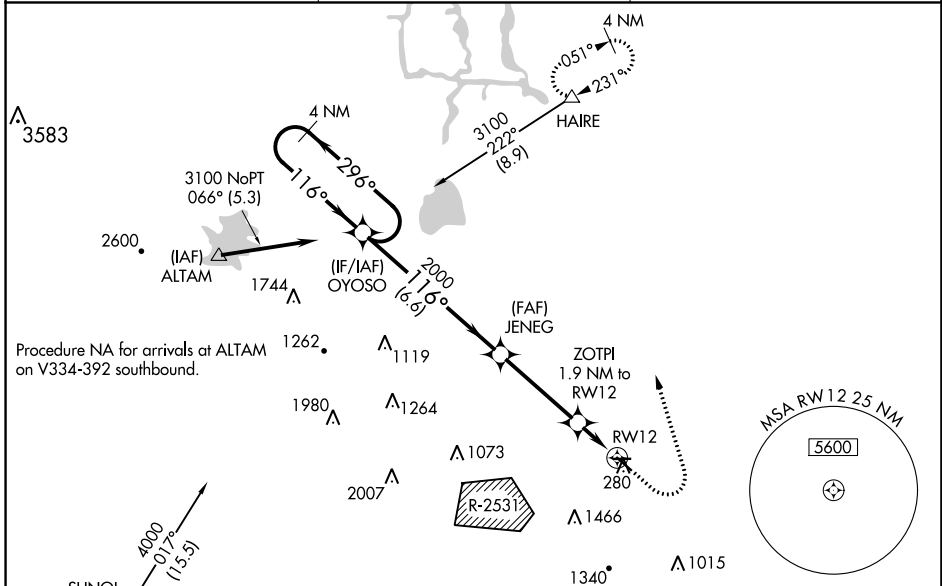 4 NM
051°
231°
HAIRE
3583
4 NM
3100
222°
(8.9)
296°
116°
3100 NoPT
066° (5.3)
2600
(IAF)
ALTAM
(IF/IAF)
OYOSO
2000
116°
(6.6)
1744
(FAF)
JENEG
Procedure NA for arrivals at ALTAM
on V334-392 southbound.
1262
1119
ZOTPI
1.9 NM to
RW12
1980
1264
MSA RW12 25 NM
5600
RW12
280
1073
2007
R-2531
1466
4000
017°
(15.5)
1340
1015